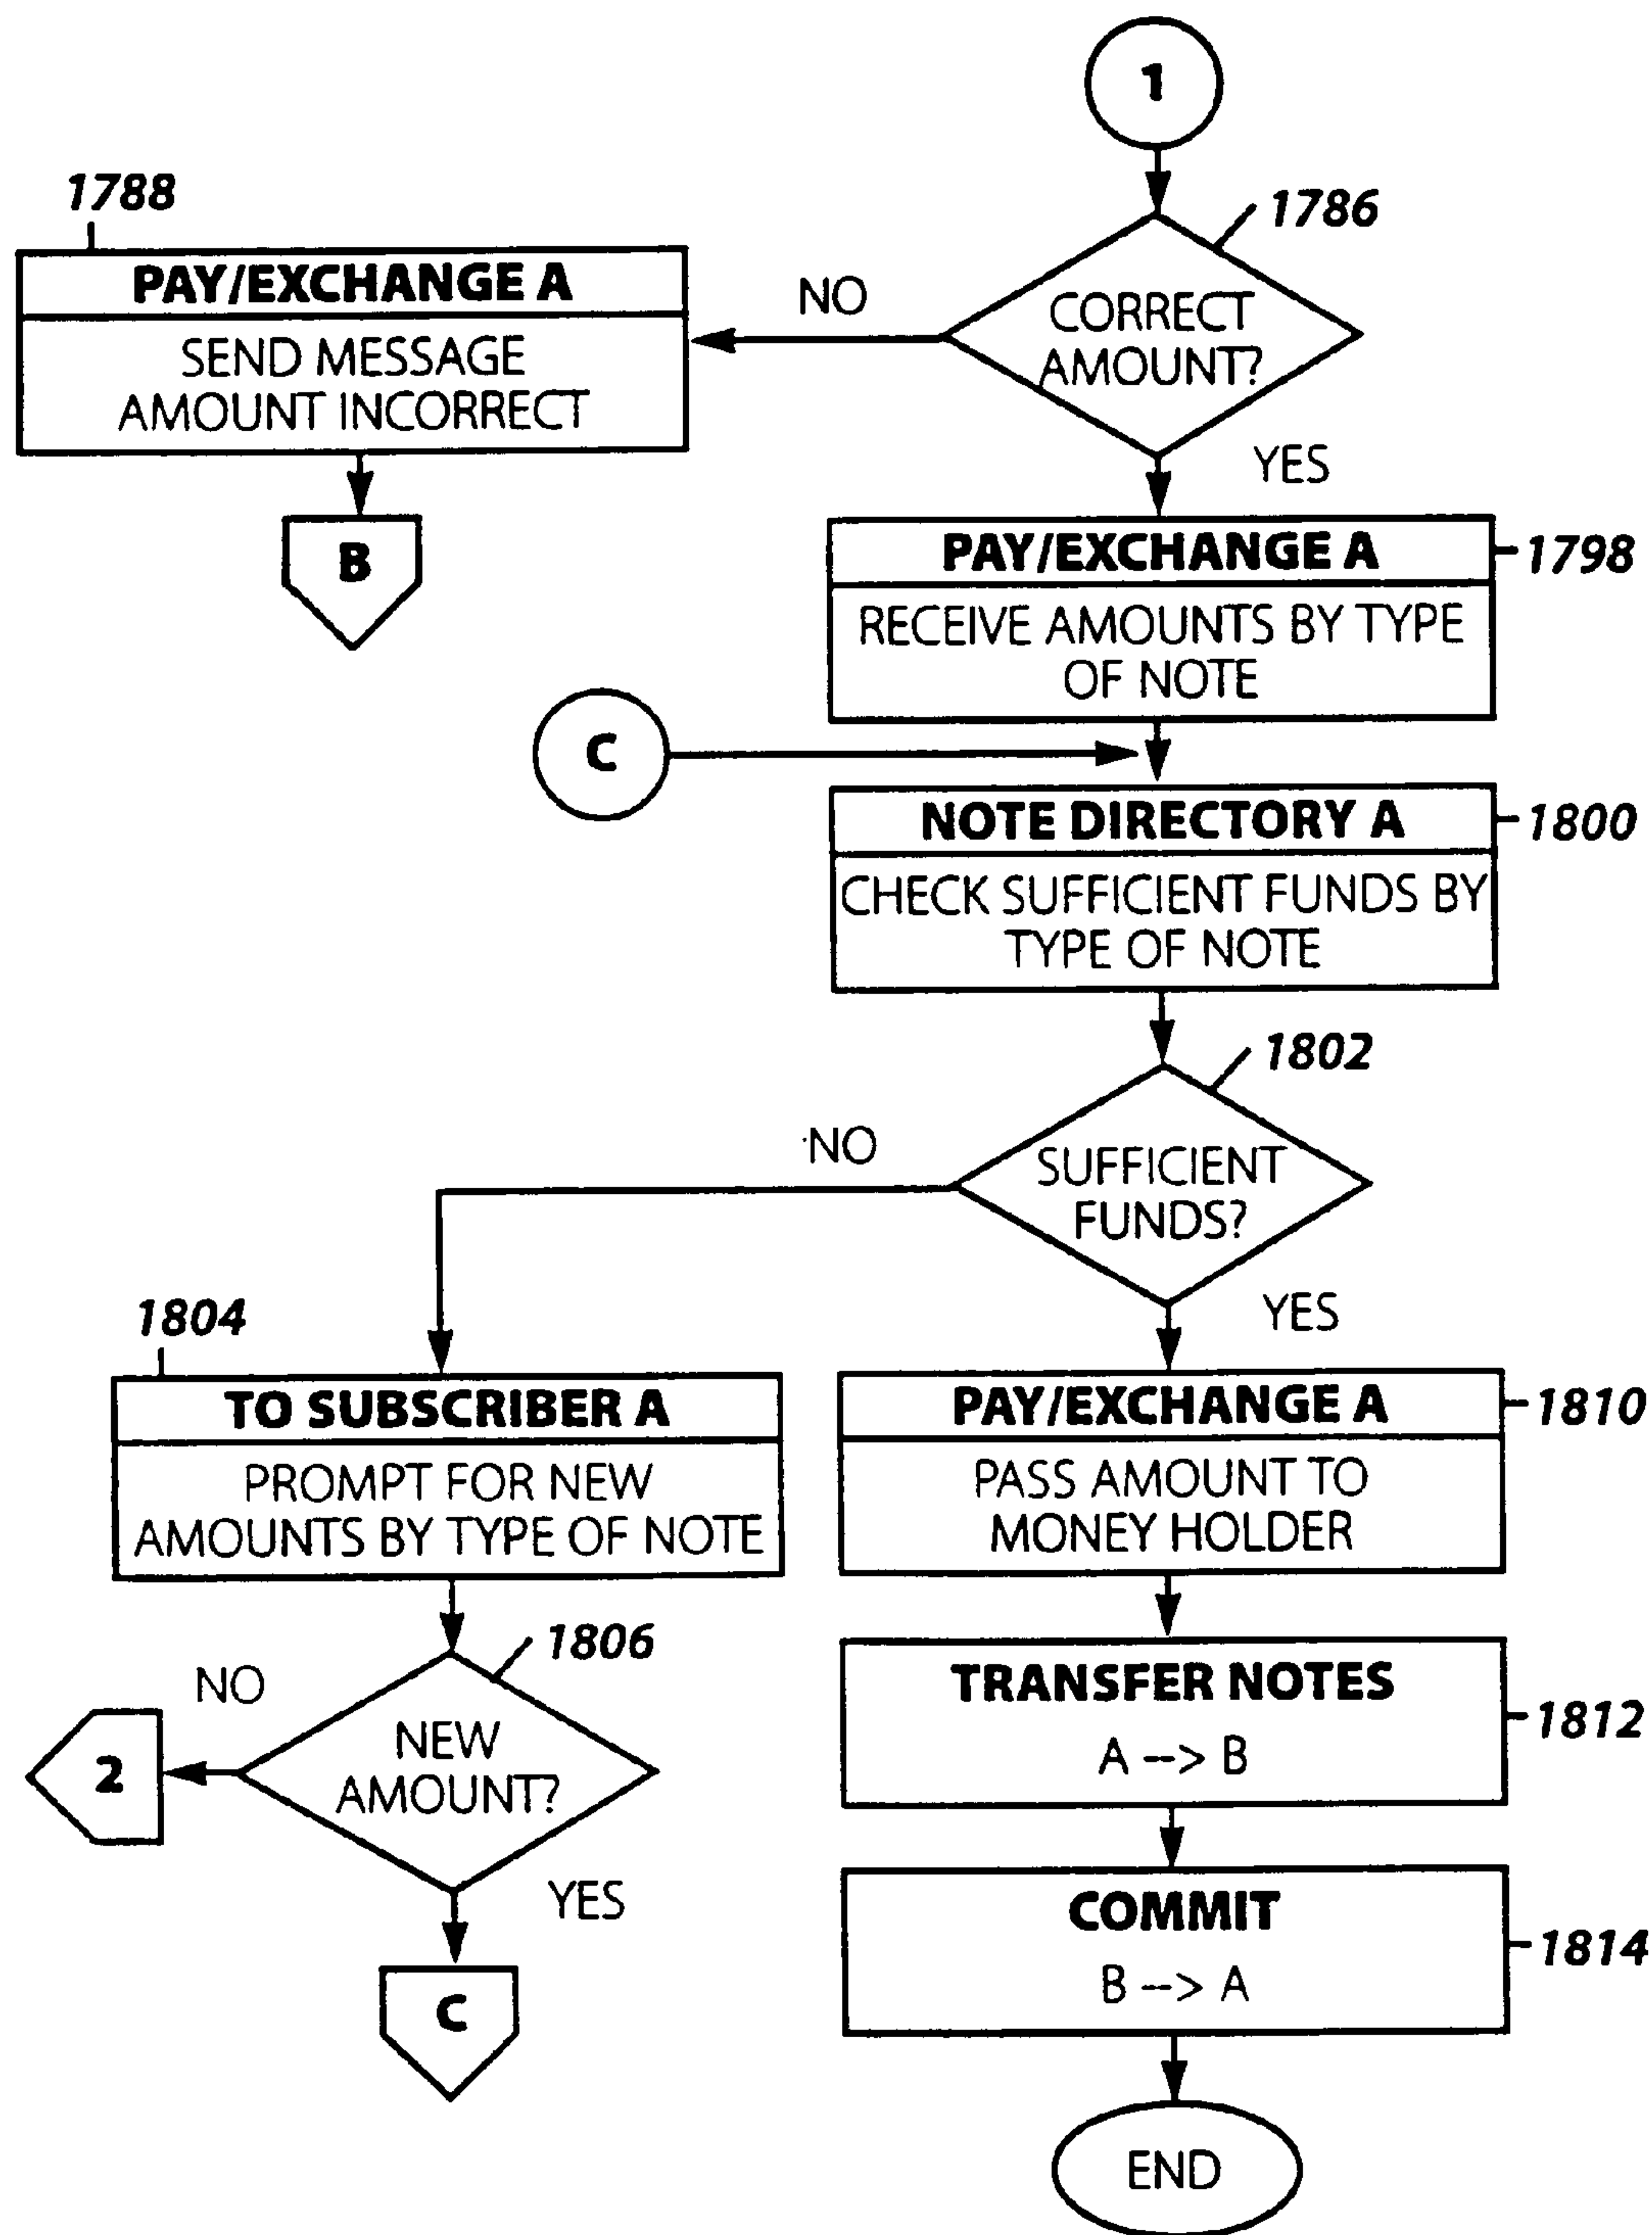 1
1786
1788
CORRECT
AMOUNT?
NO
PAY/EXCHANGE A
SEND MESSAGE
AMOUNT INCORRECT
B
YES
PAY/EXCHANGE A
1798
RECEIVE AMOUNTS BY TYPE
OF NOTE
C
NOTE DIRECTORY A
1800
CHECK SUFFICIENT FUNDS BY
TYPE OF NOTE
1802
SUFFICIENT
FUNDS?
NO
YES
1804
TO SUBSCRIBER A
PROMPT FOR NEW
AMOUNTS BY TYPE OF NOTE
1806
NEW
AMOUNT?
NO
2
YES
C
PAY/EXCHANGE A
1810
PASS AMOUNT TO
MONEY HOLDER
TRANSFER NOTES
1812
A --> B
COMMIT
1814
B --> A
END